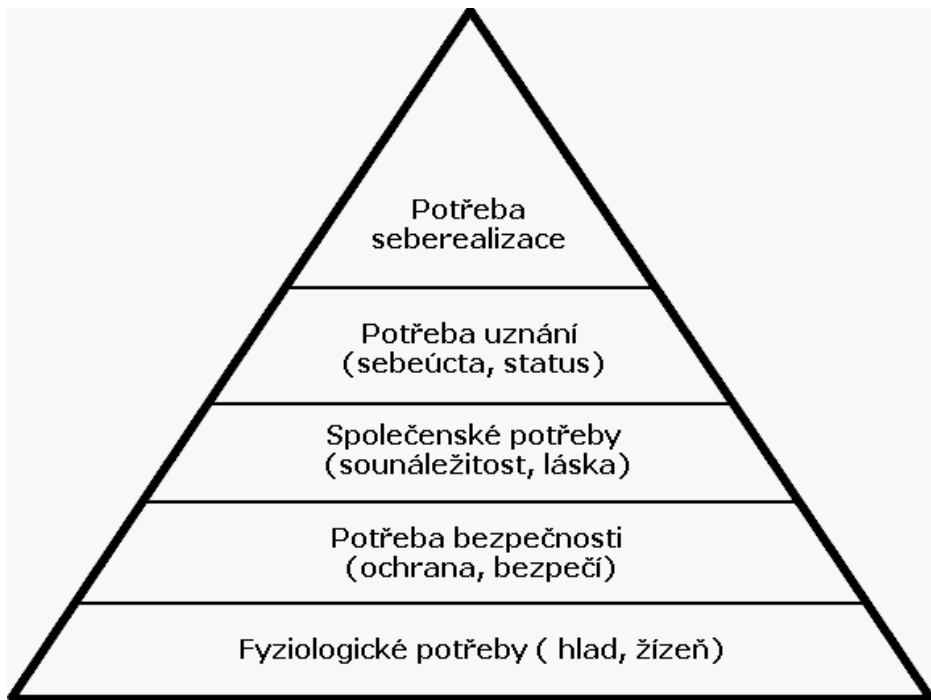 Potřeba
seberealizace
Potřeba uznání
(sebeúcta, status)
Společenské potřeby
(sounáležitost, láska)
Potřeba bezpečnosti
(ochrana, bezpečí)
Fyziologické potřeby ( hlad, žízeň)